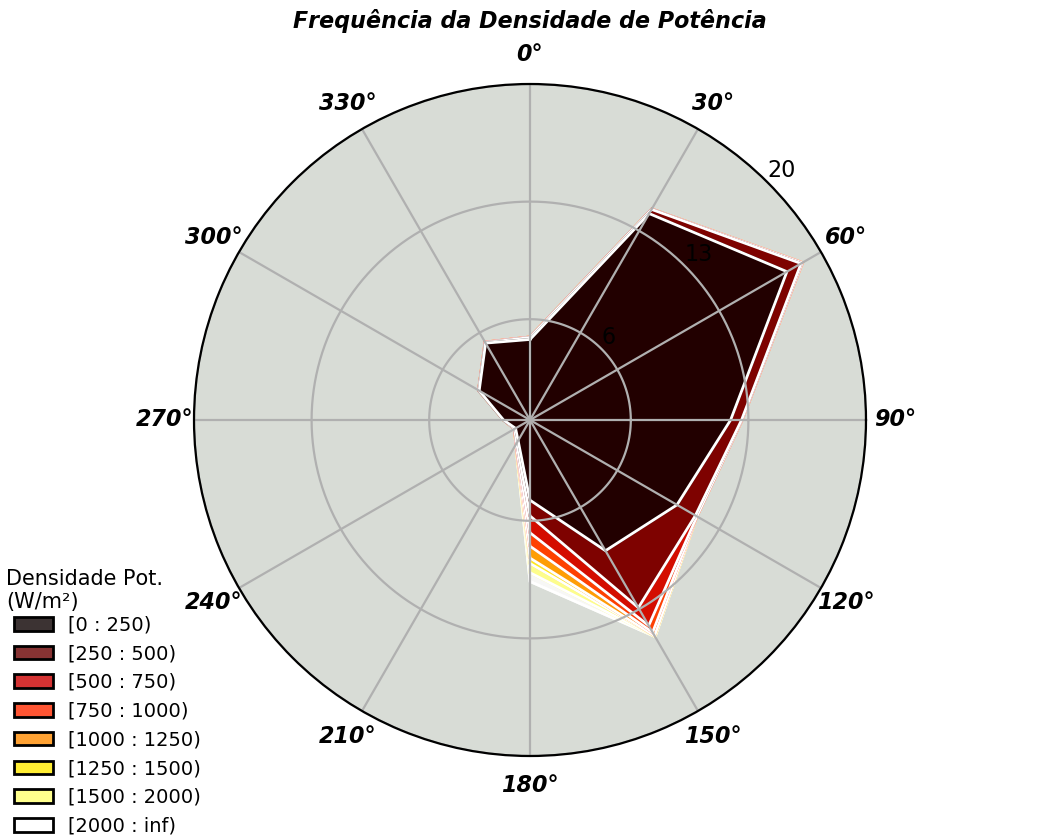 Frequência da Densidade de Potência
0°
330°
30°
20
300°
60°
13
6
270°
90°
Densidade Pot.
(W/m²)
240°
120°
[0 : 250)
[250 : 500)
[500 : 750)
[750 : 1000)
210°
150°
[1000 : 1250)
[1250 : 1500)
180°
[1500 : 2000)
[2000 : inf)